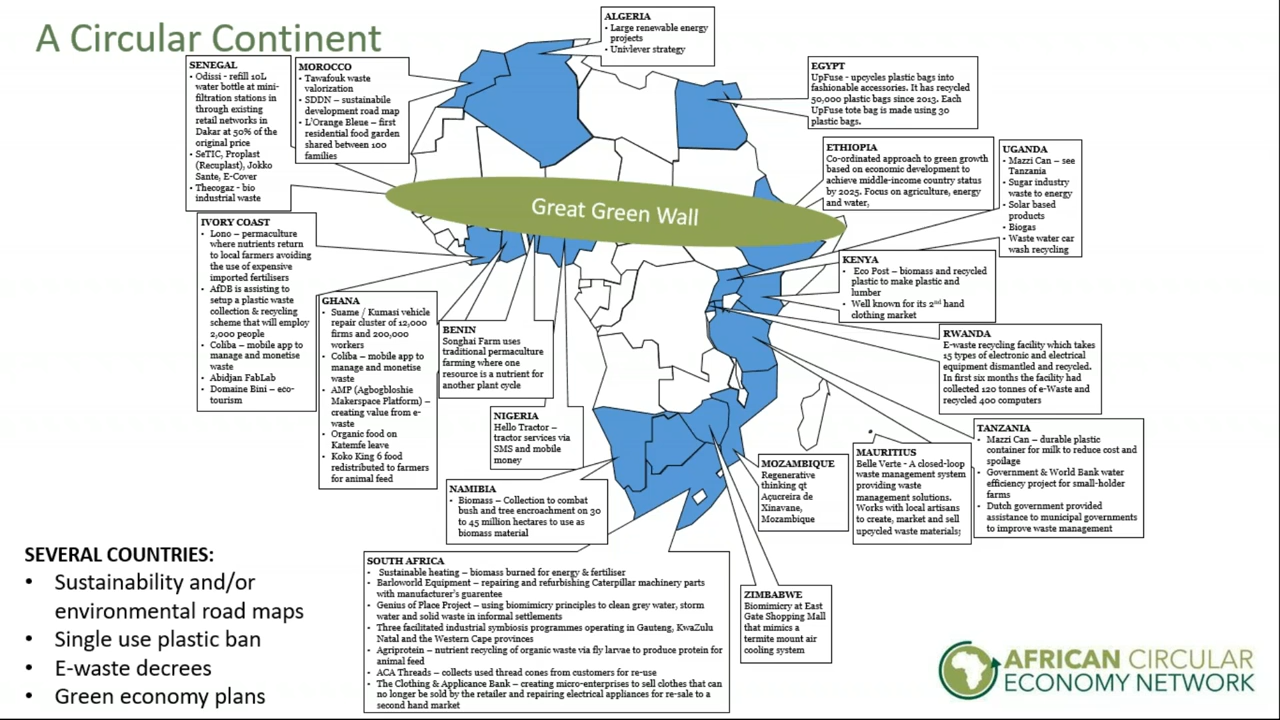 A Circular Continent
ALGERIA
• Large renewable energy
projects
• Univlever strategy
SENEGAL
• Odissi - refill 10L
water bottle at mini-
filtration stations in
through existing
retail networks in
Dakar at 50% of the
original price
• SeTIC, Proplast
(Recuplast), Jokko
Sante, E-Cover
• Thecogaz - bio
industrial waste
MOROCCO
• Tawafouk waste
valorization
• SDDN – sustainabile
development road map
• L'Orange Bleue – first
residential food garden
shared between 100
families
EGYPT
UpFuse - upcycles plastic bags into
fashionable accessories. It has recycled
50,000 plastic bags since 2013. Each
UpFuse tote bag is made using 30
plastic bags.
ETHIOPIA
Co-ordinated approach to green growth
based on economic development to
achieve middle-income country status
by 2025. Focus on agriculture, energy
and water,
UGANDA
• Mazzi Can – see
Tanzania
• Sugar industry
waste to energy
• Solar based
products
• Biogas
• Waste water car
wash recycling
Great Green Wall
IVORY COAST
• Lono – permaculture
where nutrients return
to local farmers avoiding
the use of expensive
imported fertilisers
• AfDB is assisting to
setup a plastic waste
collection & recycling
scheme that will employ
2,000 people
• Coliba – mobile app to
manage and monetise
waste
• Abidjan FabLab
• Domaine Bini – eco-
tourism
GHANA
• Suame / Kumasi vehicle
repair cluster of 12,000
firms and 200,000
workers
• Coliba – mobile app to
manage and monetise
waste
• AMP (Agbogbloshie
Makerspace Platform) –
creating value from e-
waste
• Organic food on
Katemfe leave
• Koko King 6 food
redistributed to farmers
for animal feed
BENIN
Songhai Farm uses
traditional permaculture
farming where one
resource is a nutrient for
another plant cycle
NIGERIA
Hello Tractor –
tractor services via
SMS and mobile
money
KENYA
• Eco Post – biomass and recycled
plastic to make plastic and
lumber
• Well known for its 2nd hand
clothing market
RWANDA
E-waste recycling facility which takes
15 types of electronic and electrical
equipment dismantled and recycled.
In first six months the facility had
collected 120 tonnes of e-Waste and
recycled 400 computers
TANZANIA
• Mazzi Can – durable plastic
container for milk to reduce cost and
spoilage
• Government & World Bank water
efficiency project for small-holder
farms
• Dutch government provided
assistance to municipal governments
to improve waste management
MAURITIUS
Belle Verte - A closed-loop
waste management system
providing waste
management solutions.
Works with local artisans
to create, market and sell
upcycled waste materials;
MOZAMBIQUE
Regenerative
thinking qt
Açucreira de
Xinavane,
Mozambique
NAMIBIA
• Biomass – Collection to combat
bush and tree encroachment on 30
to 45 million hectares to use as
biomass material
SOUTH AFRICA
• Sustainable heating – biomass burned for energy & fertiliser
• Barloworld Equipment – repairing and refurbishing Caterpillar machinery parts
with manufacturer's guarentee
• Genius of Place Project – using biomimicry principles to clean grey water, storm
water and solid waste in informal settlements
• Three facilitated industrial symbiosis programmes operating in Gauteng, KwaZulu
Natal and the Western Cape provinces
• Agriprotein – nutrient recycling of organic waste via fly larvae to produce protein for
animal feed
• ACA Threads – collects used thread cones from customers for re-use
• The Clothing & Applicance Bank – creating micro-enterprises to sell clothes that can
no longer be sold by the retailer and repairing electrical appliances for re-sale to a
second hand market
ZIMBABWE
Biomimicry at East
Gate Shopping Mall
that mimics a
termite mount air
cooling system
SEVERAL COUNTRIES:
• Sustainability and/or
environmental road maps
• Single use plastic ban
• E-waste decrees
• Green economy plans
AFRICAN CIRCULAR
ECONOMY NETWORK